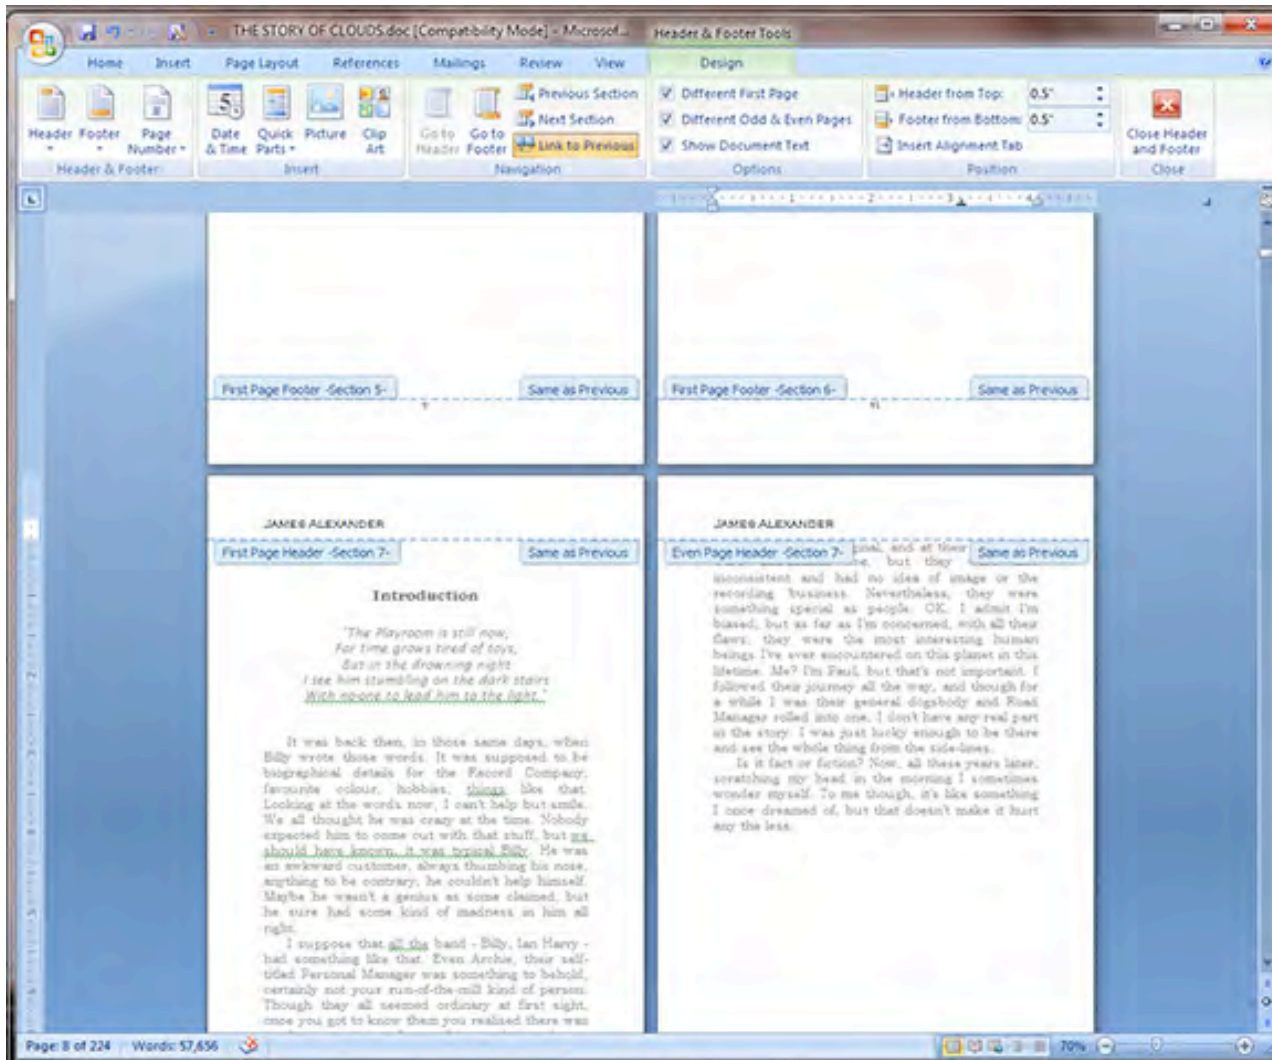 THE STORY OF CLOUDS.doc [Compatibility Mode] - Microsof...
Header & Footer Tools
Home Insert Page Layout References Mailings Review View Design
Header Footer Page Number
Header & Footer
Date & Time Quick Parts Picture Clip Art
Insert
Go to Header Go to Footer
Previous Section
Next Section
Link to Previous
Navigation
Different First Page
Different Odd & Even Pages
Show Document Text
Options
Header from Top: 0.5"
Footer from Bottom: 0.5"
Insert Alignment Tab
Position
Close Header and Footer
Close
First Page Footer -Section 5-
Same as Previous
First Page Footer -Section 6-
Same as Previous
JAMES ALEXANDER
First Page Header -Section 7-
Same as Previous
Introduction
"The Playroom is still now,
For time grows tired of toys,
But in the drowning night
I see him stumbling on the dark stairs
With no-one to lead him to the light."
It was back then, in those same days, when
Billy wrote those words. It was supposed to be
biographical details for the Record Company,
favourite colour, hobbies, things like that.
Looking at the words now, I can't help but smile.
We all thought he was crazy at the time. Nobody
expected him to come out with that stuff, but we
should have known, it was typical Billy. He was
an awkward customer, always thumbing his nose,
anything to be contrary, he couldn't help himself.
Maybe he wasn't a genius as some claimed, but
he sure had some kind of madness in him all
right.
I suppose that all the band - Billy, Ian Harry -
had something like that. Even Archie, their self-
titled Personal Manager was something to behold,
certainly not your run-of-the-mill kind of person.
Though they all seemed ordinary at first sight,
once you got to know them you realised there was
JAMES ALEXANDER
Even Page Header -Section 7-
Same as Previous
and at their
but they
inconsistent and had no idea of image or the
recording business. Nevertheless, they were
something special as people. OK, I admit I'm
biased, but as far as I'm concerned, with all their
flaws, they were the most interesting human
beings I've ever encountered on this planet in this
lifetime. Me? I'm Paul, but that's not important. I
followed their journey all the way, and though for
a while I was their general dogsbody and Road
Manager rolled into one, I don't have any real part
in the story. I was just lucky enough to be there
and see the whole thing from the side-lines.
Is it fact or fiction? Now, all these years later,
scratching my head in the morning I sometimes
wonder myself. To me though, it's like something
I once dreamed of, but that doesn't make it hurt
any the less.
Page: 8 of 224 Words: 57,656
70%